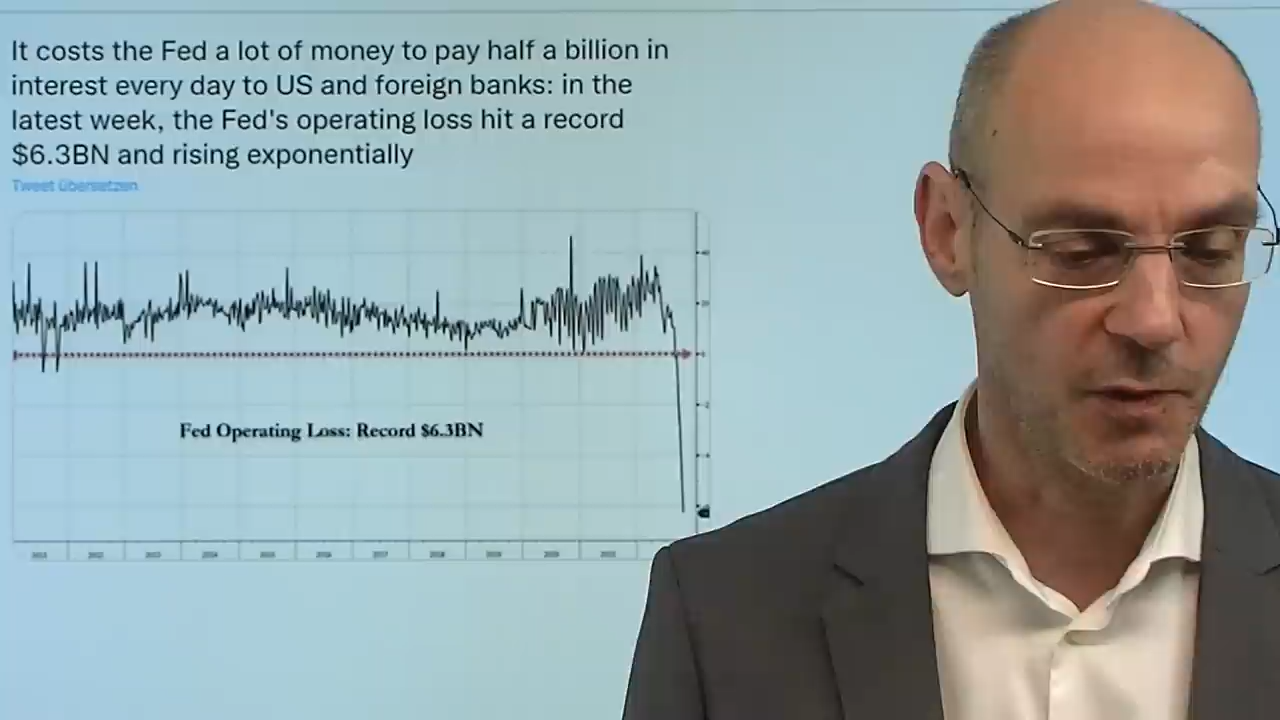 It costs the Fed a lot of money to pay half a billion in
interest every day to US and foreign banks: in the
latest week, the Fed's operating loss hit a record
$6.3BN and rising exponentially
Tweet übersetzen
Fed Operating Loss: Record $6.3BN